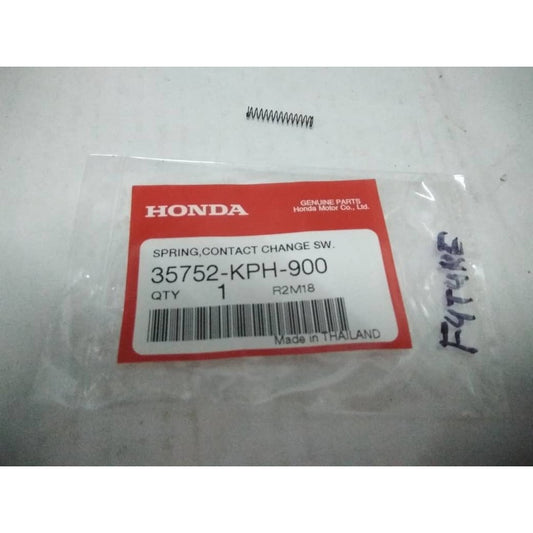 HONDA
GENUINE PARTS
Honda Motor Co., Ltd.
SPRING,CONTACT CHANGE SW.
35752-KPH-900
QTY 1 R2M18
Made in THAILAND
FYTYRE